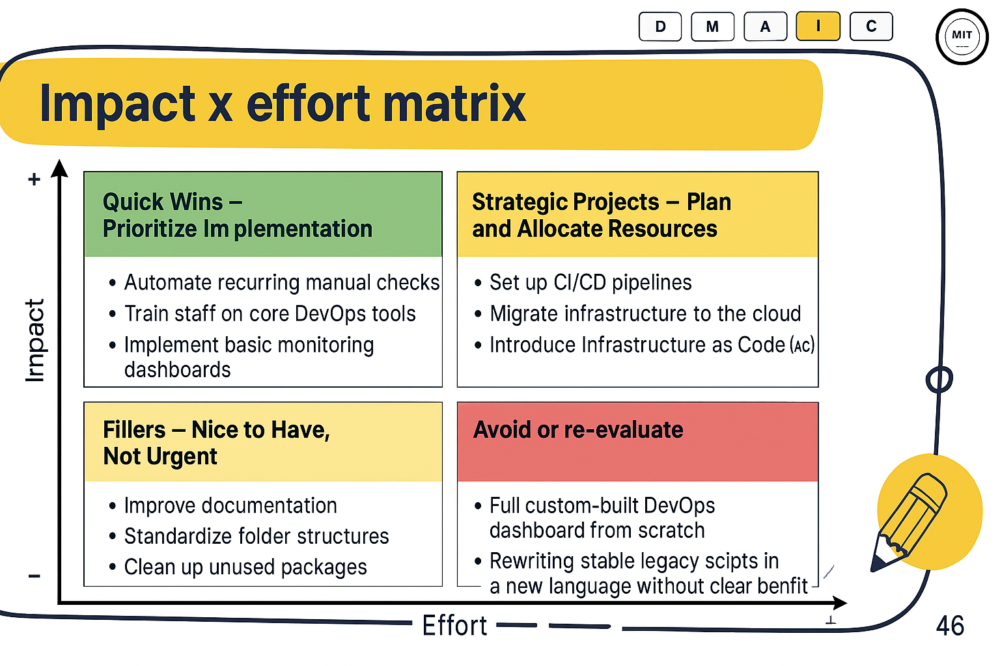 D M A I C
MIT
Impact x effort matrix
+
Quick Wins –
Prioritize Im plementation
• Automate recurring manual checks
• Train staff on core DevOps tools
• Implement basic monitoring
dashboards
Strategic Projects – Plan
and Allocate Resources
• Set up CI/CD pipelines
• Migrate infrastructure to the cloud
• Introduce Infrastructure as Code (AC)
Impact
Fillers – Nice to Have,
Not Urgent
• Improve documentation
• Standardize folder structures
• Clean up unused packages
Avoid or re-evaluate
• Full custom-built DevOps
dashboard from scratch
• Rewriting stable legacy scipts in
a new language without clear benfit
–
Effort
46